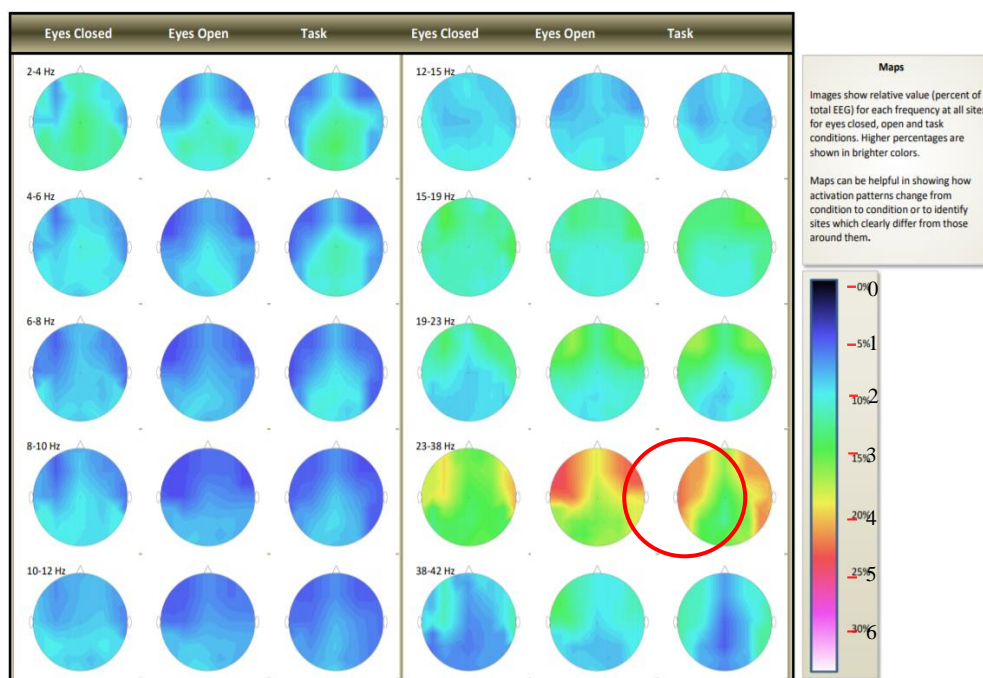 Eyes Closed Eyes Open Task Eyes Closed Eyes Open Task
2-4 Hz 12-15 Hz
4-6 Hz 15-19 Hz
6-8 Hz 19-23 Hz
8-10 Hz 23-38 Hz
10-12 Hz 38-42 Hz
Maps
Images show relative value (percent of
total EEG) for each frequency at all sites
for eyes closed, open and task
conditions. Higher percentages are
shown in brighter colors.
Maps can be helpful in showing how
activation patterns change from
condition to condition or to identify
sites which clearly differ from those
around them.
0% 0
5% 1
10% 2
15% 3
20% 4
25% 5
30% 6